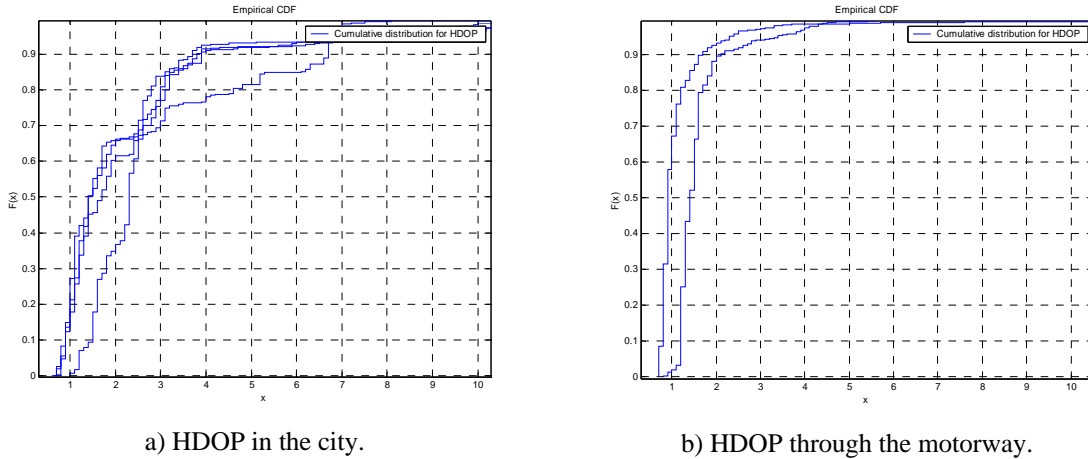 Empirical CDF
Cumulative distribution for HDOP
0.9
0.8
0.7
0.6
0.5
0.4
0.3
0.2
0.1
0
F(x)
1 2 3 4 5 6 7 8 9 10
x
a) HDOP in the city.
Empirical CDF
Cumulative distribution for HDOP
0.9
0.8
0.7
0.6
0.5
0.4
0.3
0.2
0.1
0
F(x)
1 2 3 4 5 6 7 8 9 10
x
b) HDOP through the motorway.